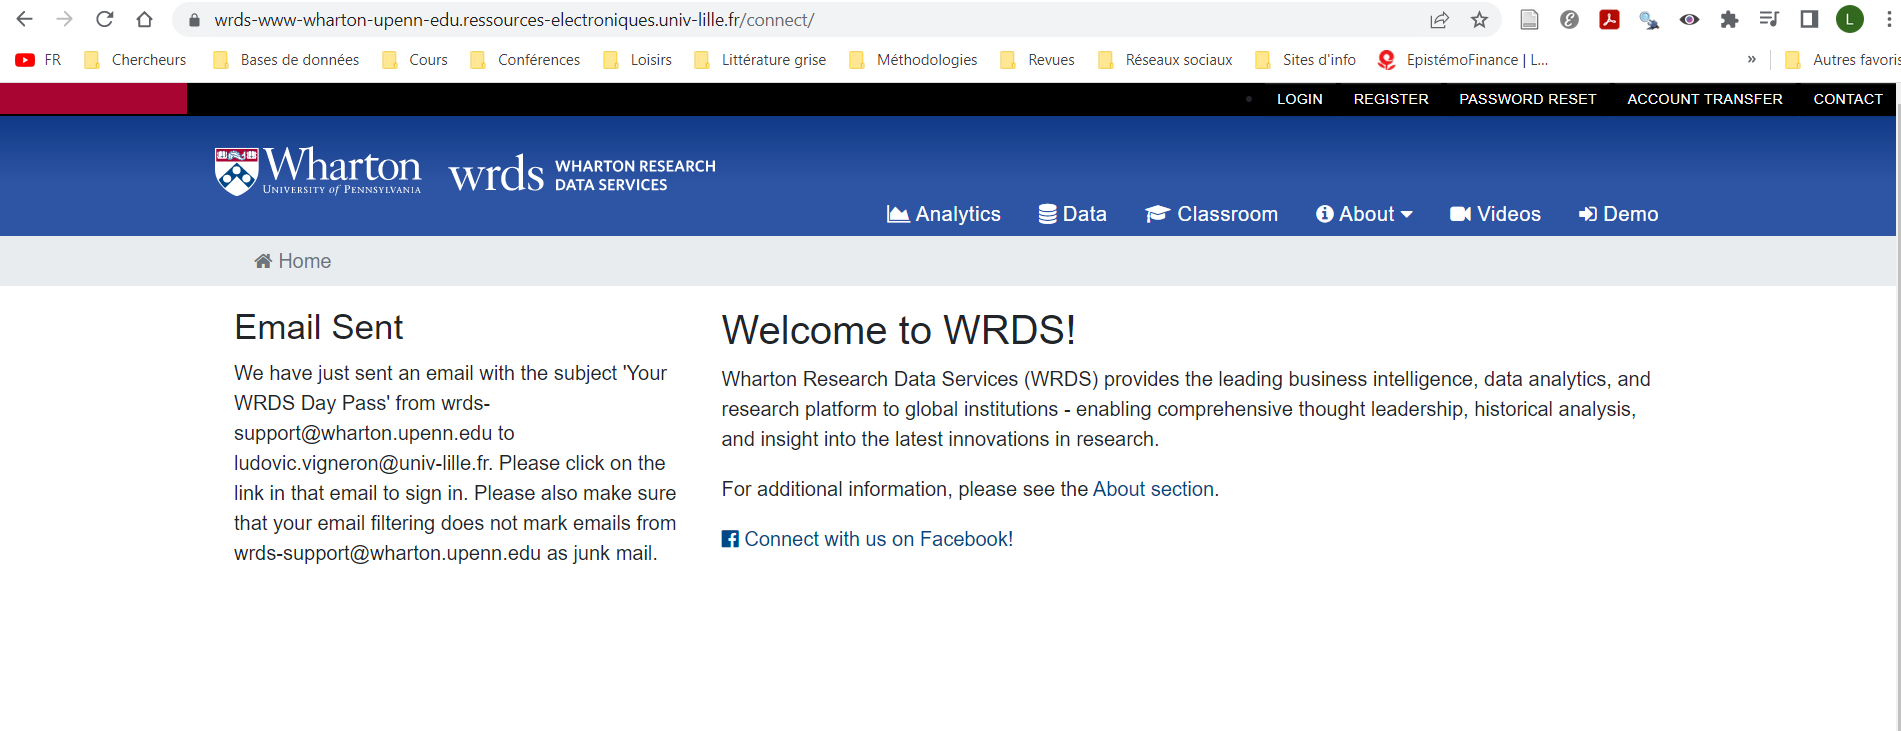 wrds-www-wharton-upenn-edu.ressources-electroniques.univ-lille.fr/connect/
L
FR
Chercheurs
Bases de données
Cours
Conférences
Loisirs
Littérature grise
Méthodologies
Revues
Réseaux sociaux
Sites d'info
EpistémoFinance | L...
»
Autres favoris
LOGIN
REGISTER
PASSWORD RESET
ACCOUNT TRANSFER
CONTACT
Wharton
UNIVERSITY of PENNSYLVANIA
wrds
WHARTON RESEARCH
DATA SERVICES
Analytics
Data
Classroom
About
Videos
Demo
Home
Email Sent
We have just sent an email with the subject 'Your
WRDS Day Pass' from wrds-
support@wharton.upenn.edu to
ludovic.vigneron@univ-lille.fr. Please click on the
link in that email to sign in. Please also make sure
that your email filtering does not mark emails from
wrds-support@wharton.upenn.edu as junk mail.
Welcome to WRDS!
Wharton Research Data Services (WRDS) provides the leading business intelligence, data analytics, and
research platform to global institutions - enabling comprehensive thought leadership, historical analysis,
and insight into the latest innovations in research.
For additional information, please see the About section.
Connect with us on Facebook!